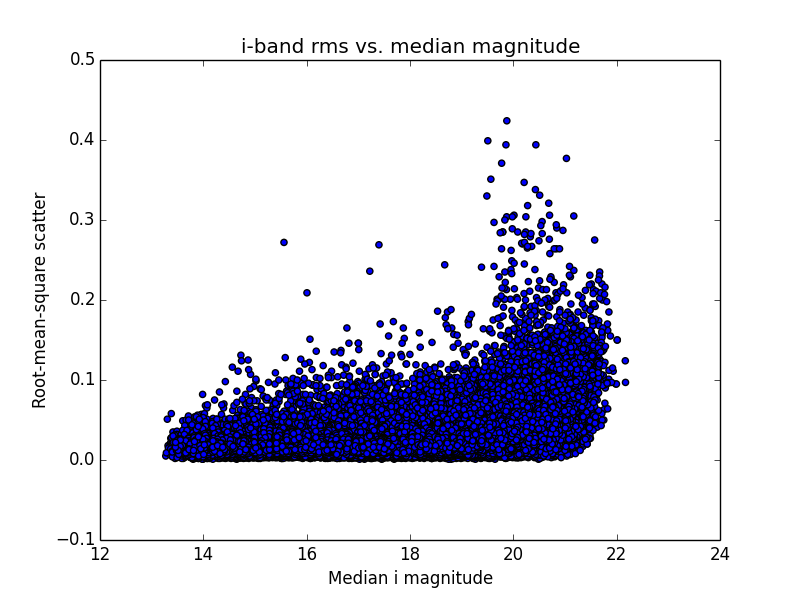 i-band rms vs. median magnitude
0.5
0.4
0.3
0.2
0.1
0.0
−0.1
12 14 16 18 20 22 24
Root-mean-square scatter
Median i magnitude